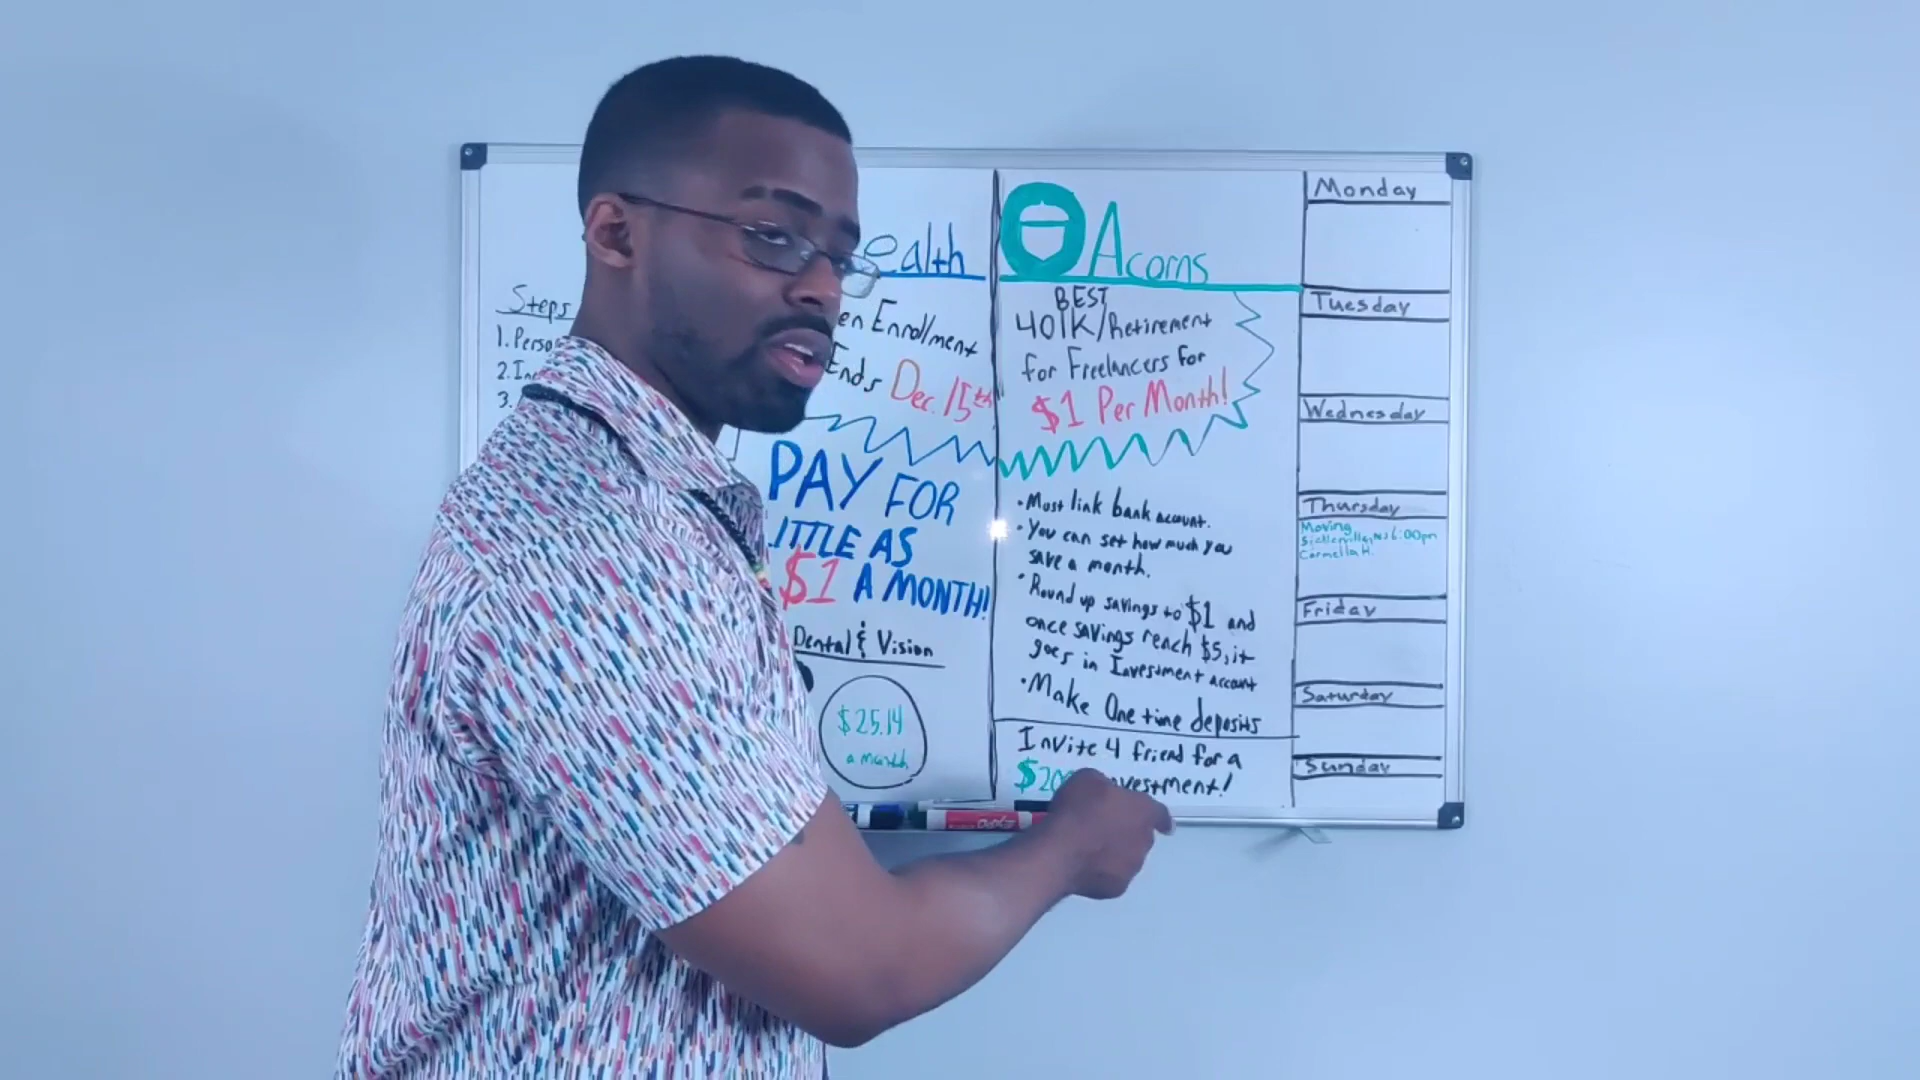 Steps
1. Perso
2. In
3.
ealth
en Enrollment
Ends Dec. 15th
PAY FOR
ITTLE AS
$1 A MONTH!
Dental & Vision
$25.14
a month
Acorns
BEST
401K/Retirement
for Freelancers for
$1 Per Month!
• Must link bank account.
• You can set how much you
save a month.
• Round up savings to $1 and
once savings reach $5, it
goes in Investment account
• Make One time deposits
Invite 4 friend for a
$20 vestment!
EXPO
Monday
Tuesday
Wednesday
Thursday
Moving
6:00pm
Carmella H.
Friday
Saturday
Sunday